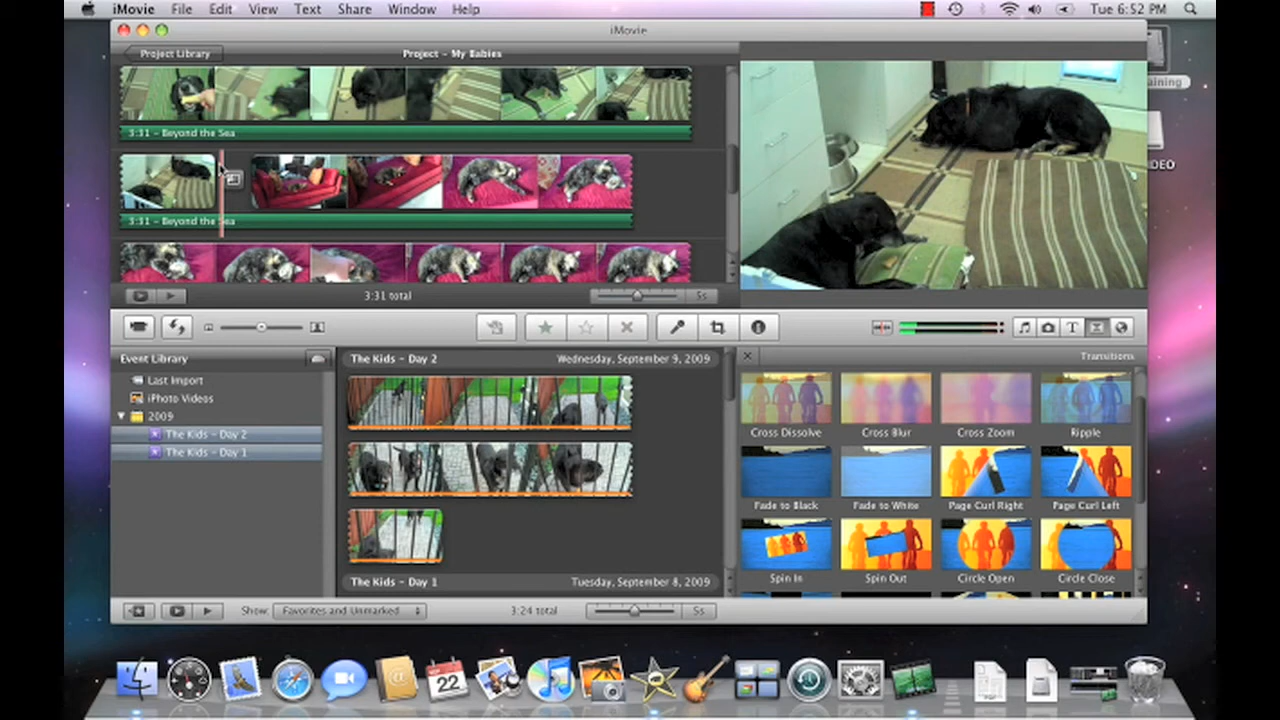 iMovie File Edit View Text Share Window Help Tue 6:52 PM
iMovie
Project Library Project - My Babies
aining
3:31 - Beyond the Sea
IDEO
3:31 - Beyond the Sea
3:31 total 5s
T
Event Library The Kids - Day 2 Wednesday, September 9, 2009 Transitions
Last Import
iPhoto Videos
2009
The Kids - Day 2
The Kids - Day 1
Cross Dissolve Cross Blur Cross Zoom Ripple
Fade to Black Fade to White Page Curl Right Page Curl Left
Spin In Spin Out Circle Open Circle Close
The Kids - Day 1 Tuesday, September 8, 2009
Show: Favorites and Unmarked 3:24 total 5s
22